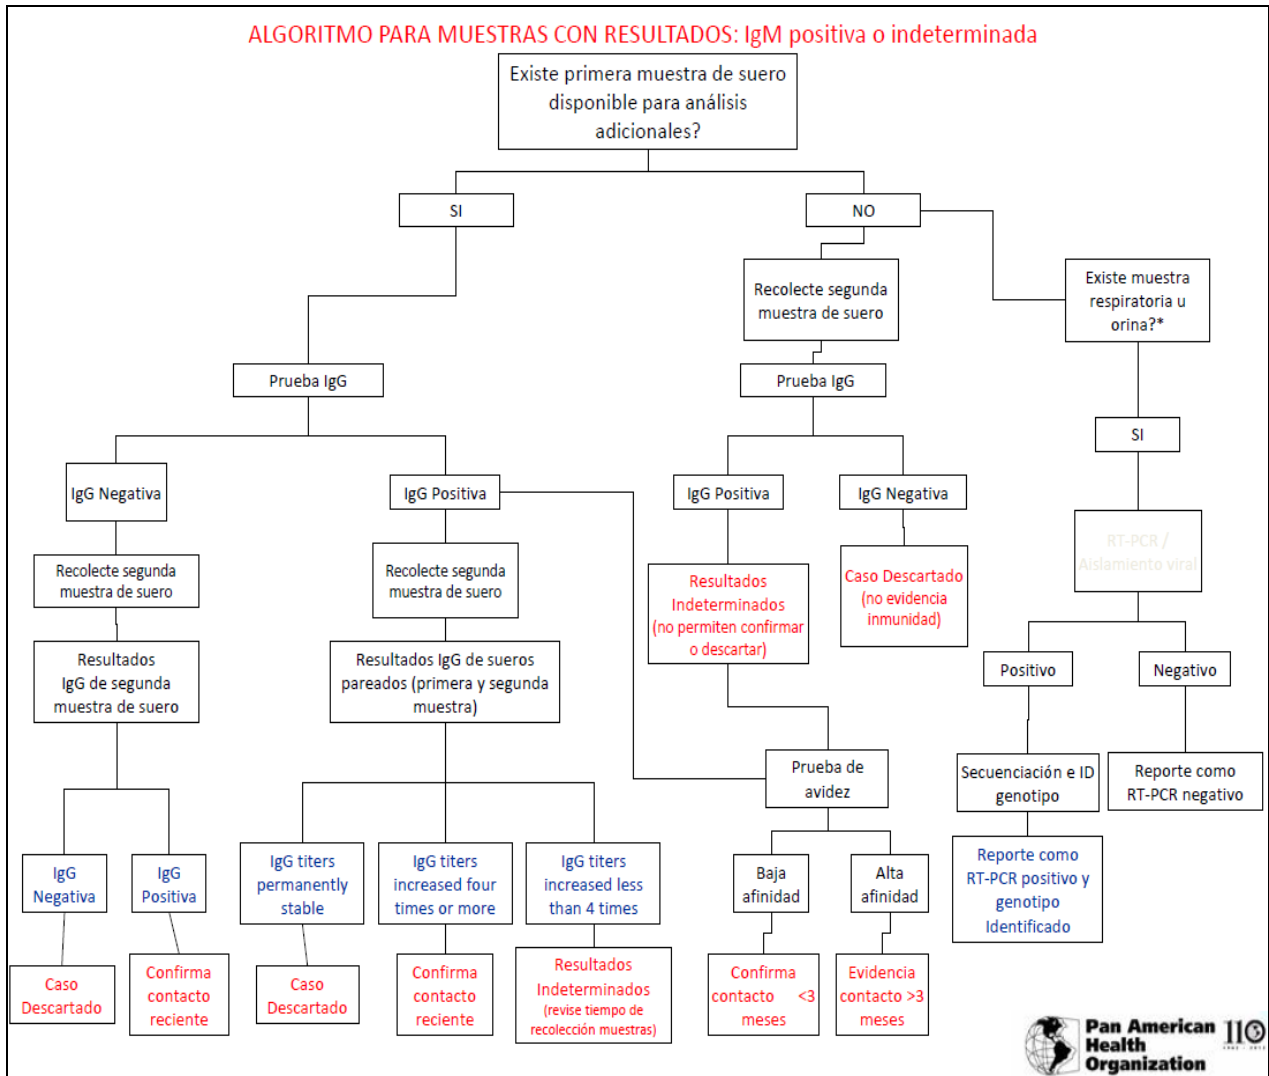 ALGORITMO PARA MUESTRAS CON RESULTADOS: IgM positiva o indeterminada
Existe primera muestra de suero
disponible para análisis
adicionales?
SI
NO
Recolecte segunda
muestra de suero
Existe muestra
respiratoria u
orina?*
Prueba IgG
Prueba IgG
SI
IgG Negativa
IgG Positiva
IgG Positiva
IgG Negativa
RT-PCR /
Aislamiento viral
Recolecte segunda
muestra de suero
Recolecte segunda
muestra de suero
Resultados
Indeterminados
(no permiten confirmar
o descartar)
Caso Descartado
(no evidencia
inmunidad)
Resultados
IgG de segunda
muestra de suero
Resultados IgG de sueros
pareados (primera y segunda
muestra)
Positivo
Negativo
Prueba de
avidez
Secuenciación e ID
genotipo
Reporte como
RT-PCR negativo
IgG
Negativa
IgG
Positiva
IgG titers
permanently
stable
IgG titers
increased four
times or more
IgG titers
increased less
than 4 times
Baja
afinidad
Alta
afinidad
Reporte como
RT-PCR positivo y
genotipo
Identificado
Caso
Descartado
Confirma
contacto
reciente
Caso
Descartado
Confirma
contacto
reciente
Resultados
Indeterminados
(revise tiempo de
recolección muestras)
Confirma
contacto <3
meses
Evidencia
contacto >3
meses
Pan American
Health
Organization
110